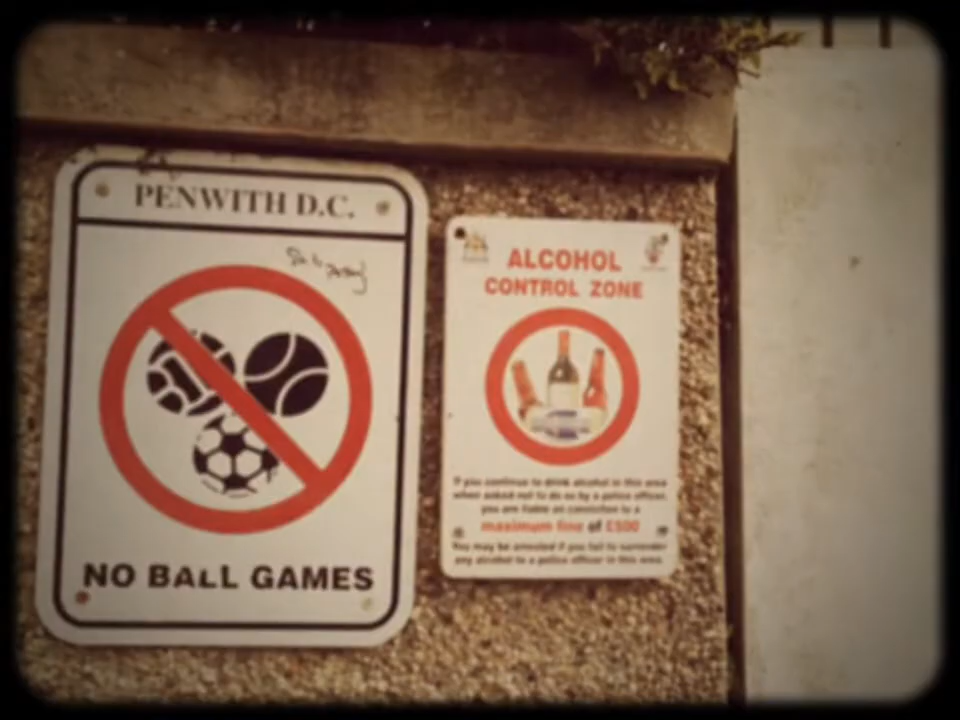 PENWITH D.C.
NO BALL GAMES
ALCOHOL
CONTROL ZONE
If you continue to drink alcohol in this area
when asked not to do so by a police officer,
you are liable on conviction to a
maximum fine of £500
You may be arrested if you fail to surrender
any alcohol to a police officer in this area